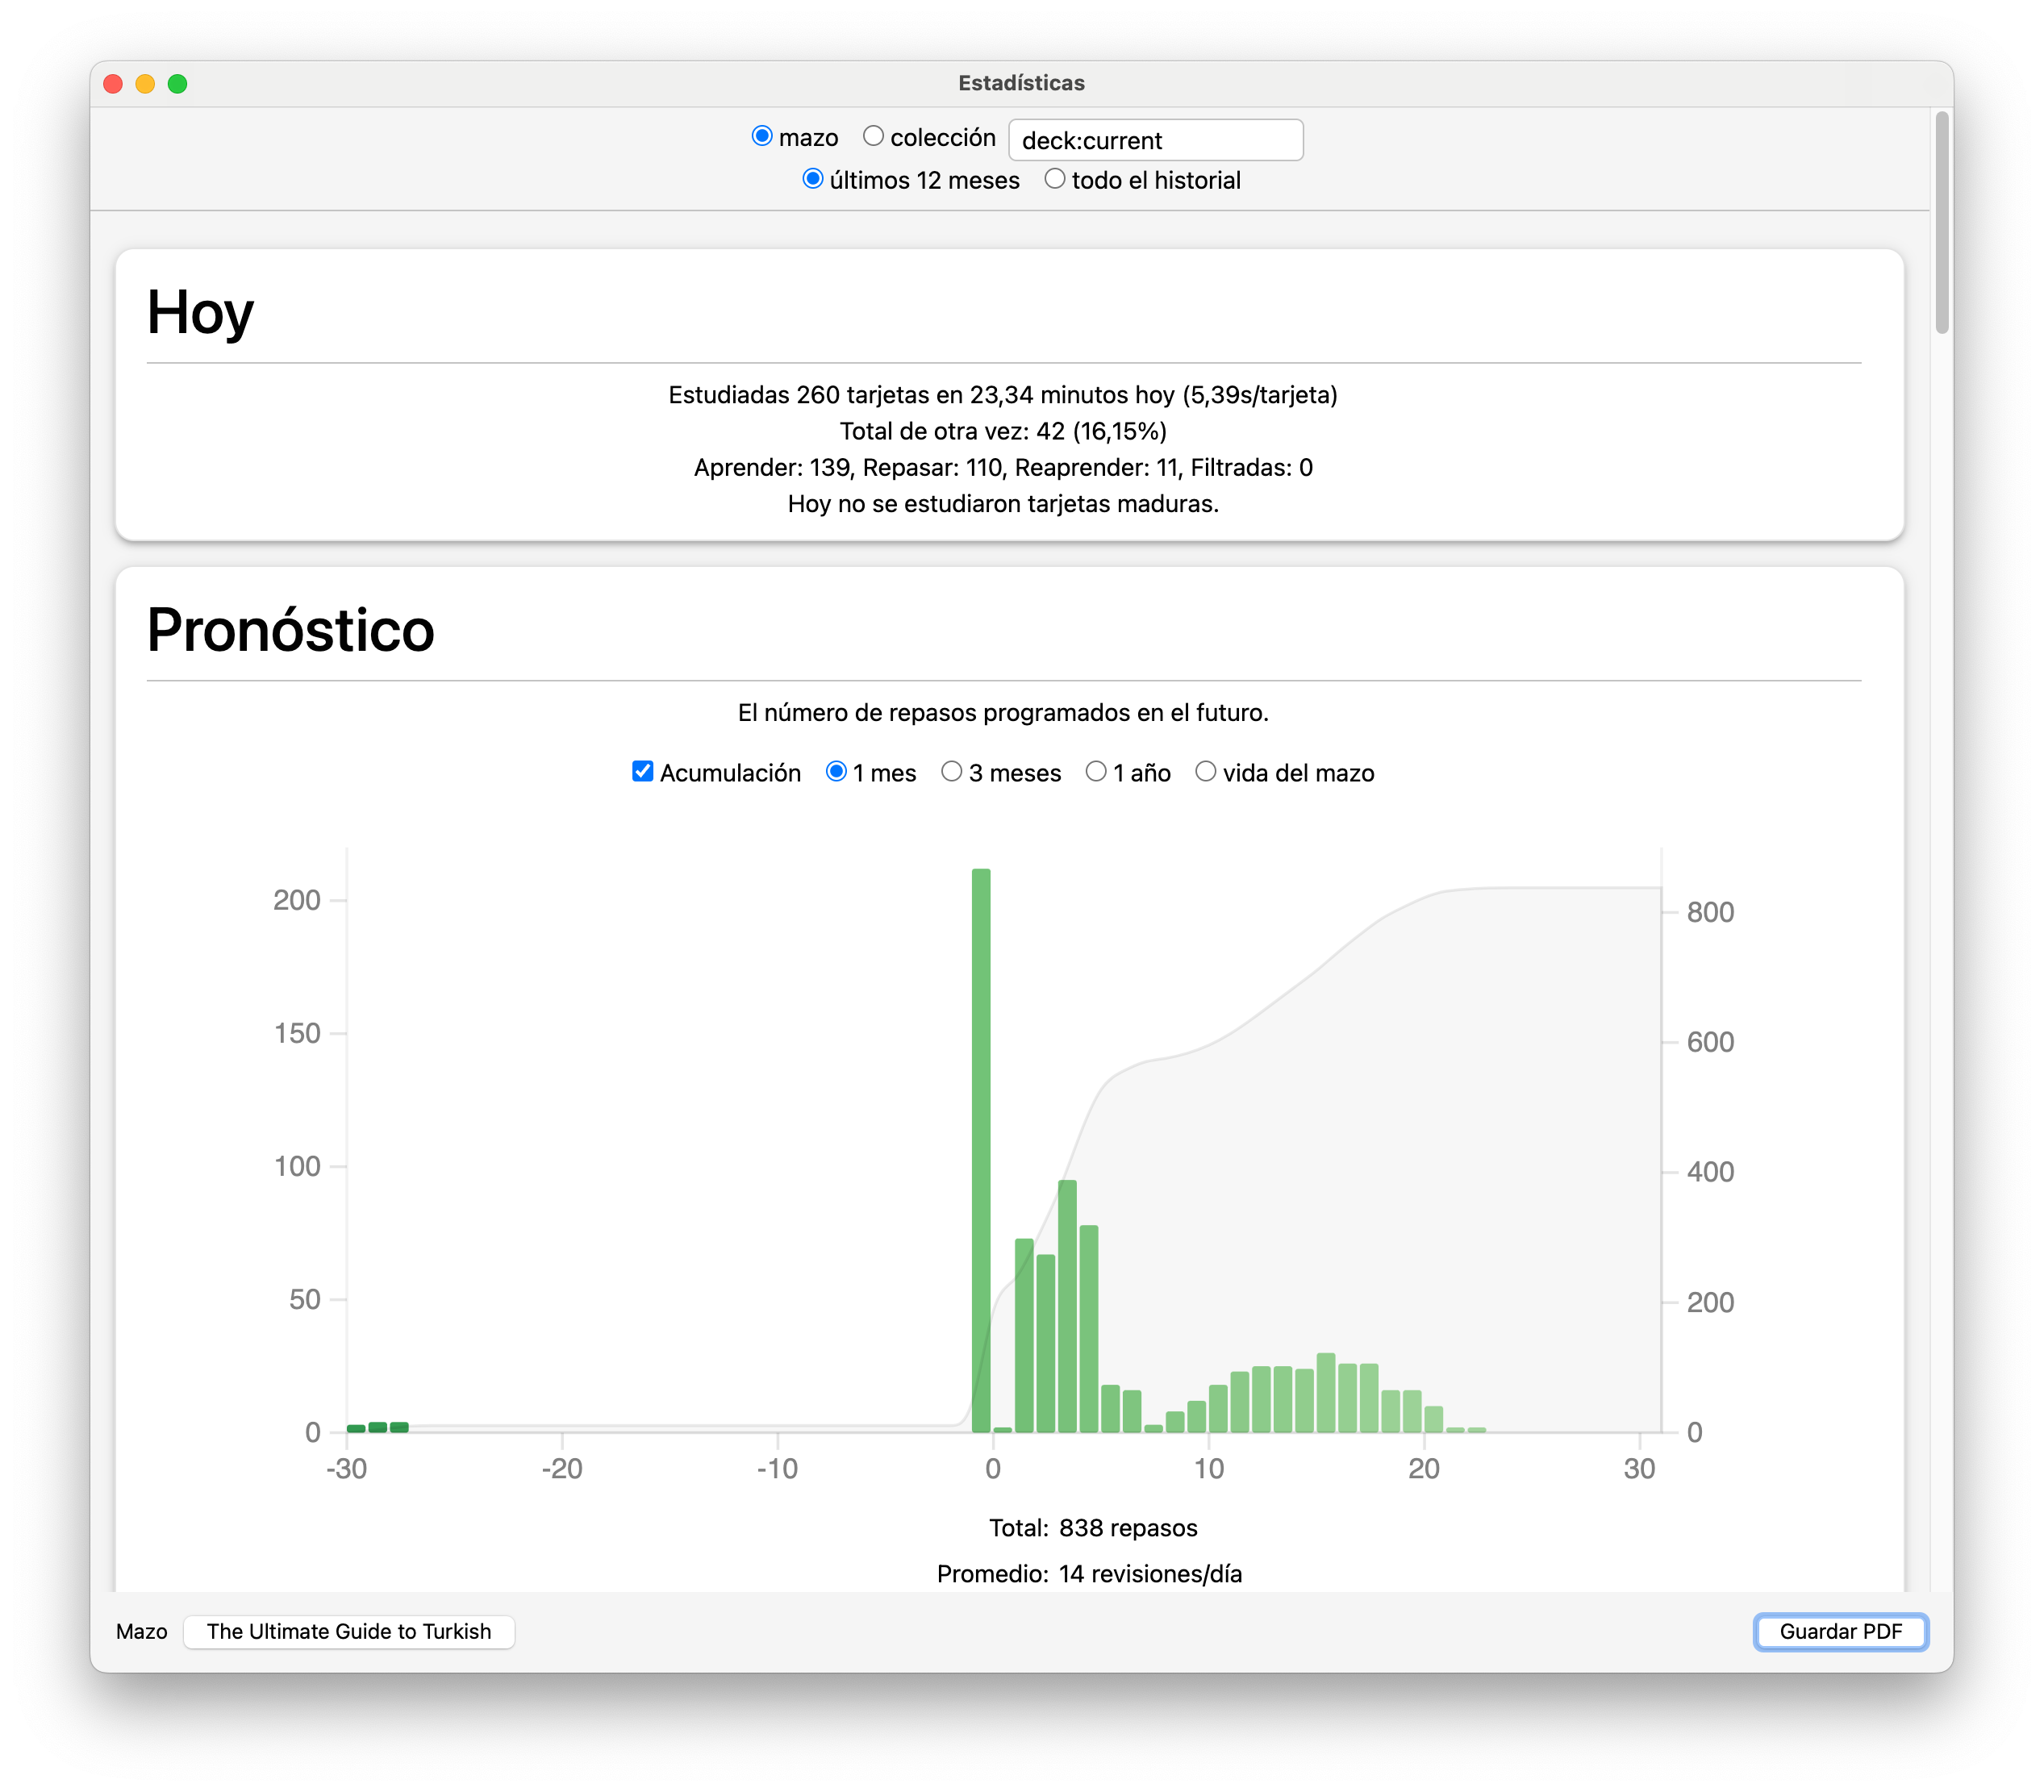 Estadísticas
mazo colección deck:current
últimos 12 meses todo el historial
Hoy
Estudiadas 260 tarjetas en 23,34 minutos hoy (5,39s/tarjeta)
Total de otra vez: 42 (16,15%)
Aprender: 139, Repasar: 110, Reaprender: 11, Filtradas: 0
Hoy no se estudiaron tarjetas maduras.
Pronóstico
El número de repasos programados en el futuro.
Acumulación 1 mes 3 meses 1 año vida del mazo
200 800
150 600
100 400
50 200
0 0
-30 -20 -10 0 10 20 30
Total: 838 repasos
Promedio: 14 revisiones/día
Mazo The Ultimate Guide to Turkish Guardar PDF